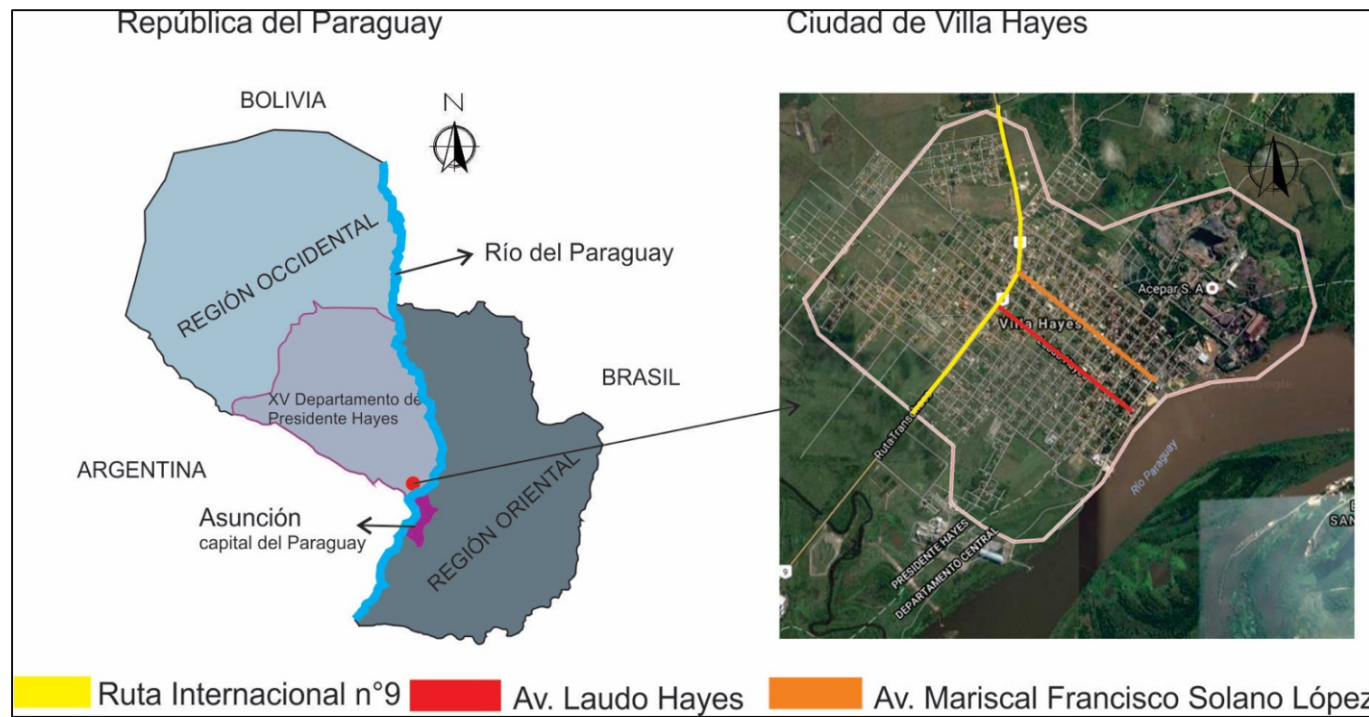 República del Paraguay
Ciudad de Villa Hayes
BOLIVIA
N
REGIÓN OCCIDENTAL
Río del Paraguay
XV Departamento de
Presidente Hayes
BRASIL
ARGENTINA
Asunción
capital del Paraguay
REGIÓN ORIENTAL
Acepar S. A
Villa Hayes
Río Paraguay
PRESIDENTE HAYES
DEPARTAMENTO CENTRAL
9
Ruta Internacional n°9
Av. Laudo Hayes
Av. Mariscal Francisco Solano López